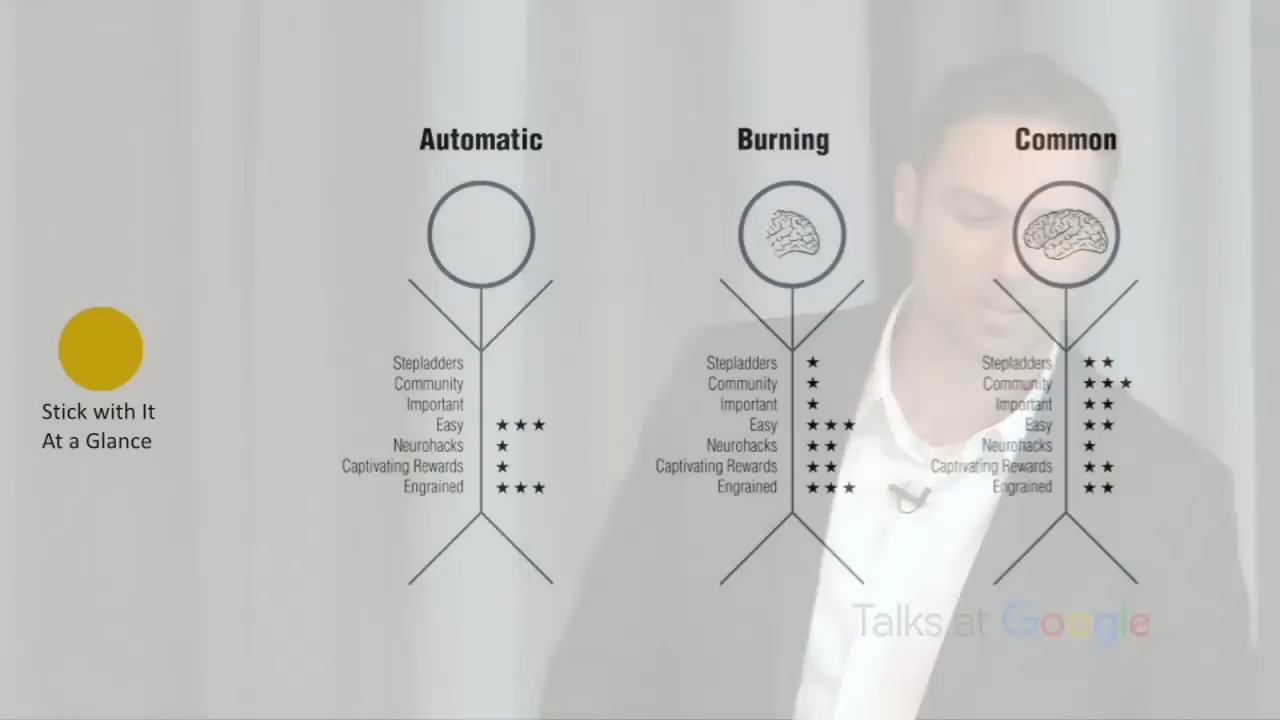 Automatic
Stepladders
Community
Important
Easy ★★★
Neurohacks ★
Captivating Rewards ★
Engrained ★★★
Burning
Stepladders ★
Community ★
Important ★
Easy ★★★
Neurohacks ★★
Captivating Rewards ★★
Engrained ★★★
Common
Stepladders ★★
Community ★★★
Important ★★
Easy ★★
Neurohacks ★
Captivating Rewards ★★
Engrained ★★
Stick with It
At a Glance
Talks at Google